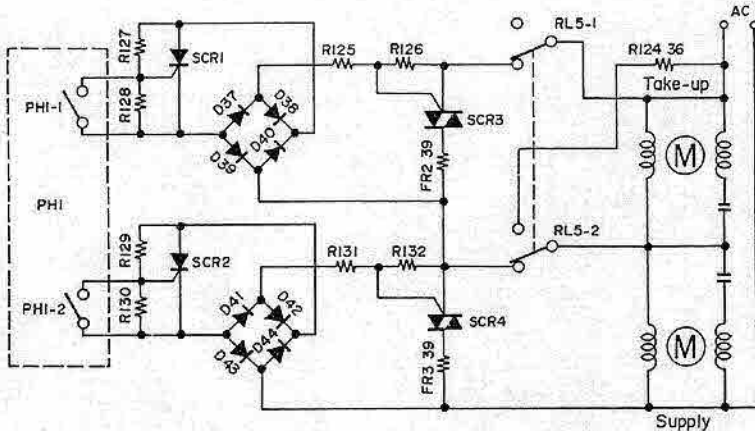 R127
SCR1
R128
PHI-1
D37
D38
D39
D40
R125
R126
SCR3
FR2 39
RL5-1
AC
R124 36
Take-up
M
PHI
R129
SCR2
R130
PHI-2
D41
D42
D43
D44
R131
R132
SCR4
FR3 39
RL5-2
M
Supply